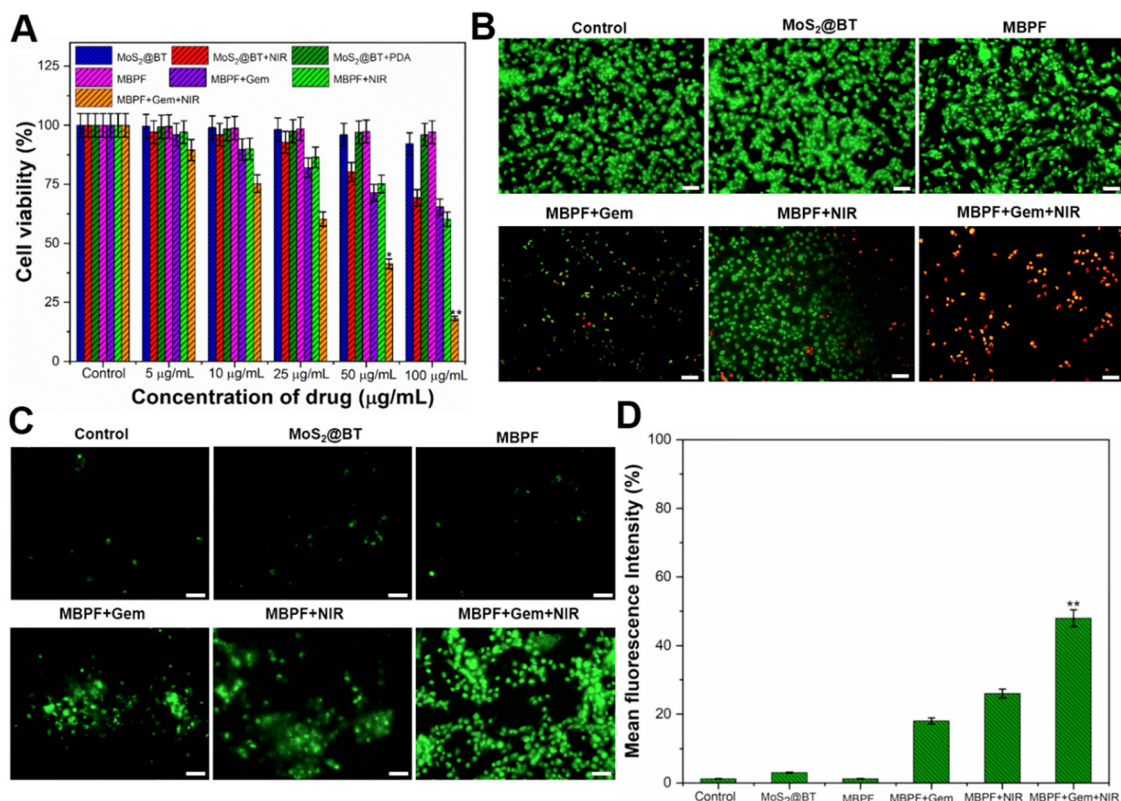 A
MoS₂@BT MoS₂@BT+NIR MoS₂@BT+PDA
MBPF MBPF+Gem MBPF+NIR
MBPF+Gem+NIR
Cell viability (%)
125
100
75
50
25
0
*
**
Control 5 μg/mL 10 μg/mL 25 μg/mL 50 μg/mL 100 μg/mL
Concentration of drug (μg/mL)
B
Control MoS₂@BT MBPF
MBPF+Gem MBPF+NIR MBPF+Gem+NIR
C
Control MoS₂@BT MBPF
MBPF+Gem MBPF+NIR MBPF+Gem+NIR
D
Mean fluorescence Intensity (%)
100
80
60
40
20
0
**
Control MoS₂@BT MBPF MBPF+Gem MBPF+NIR MBPF+Gem+NIR